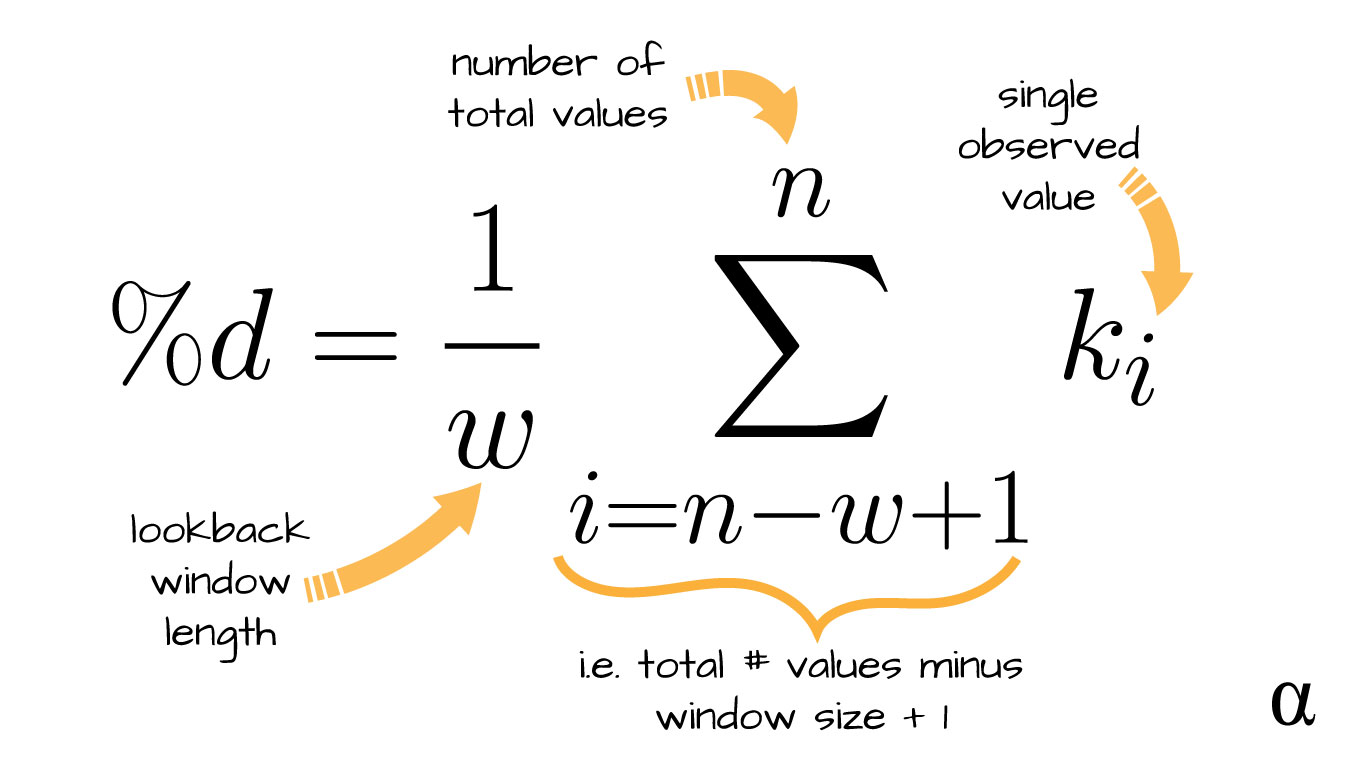 number of
total values
single
observed
value
%d = \frac{1}{w} \sum_{i=n-w+1}^{n} k_i
lookback
window
length
i.e. total # values minus
window size + 1
α